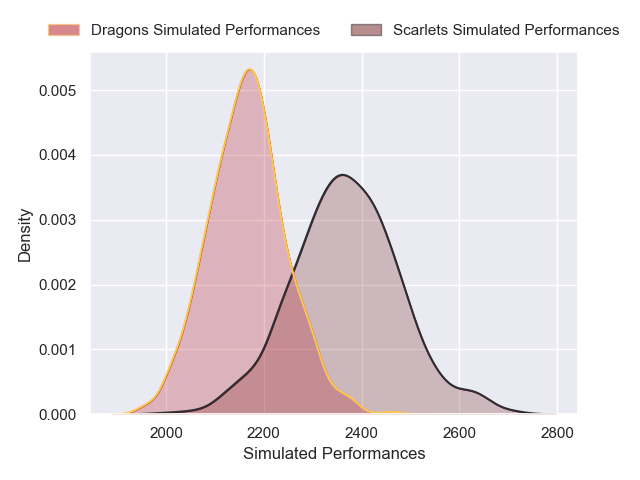 Dragons Simulated Performances Scarlets Simulated Performances
0.005
0.004
0.003
0.002
0.001
0.000
Density
2000 2200 2400 2600 2800
Simulated Performances